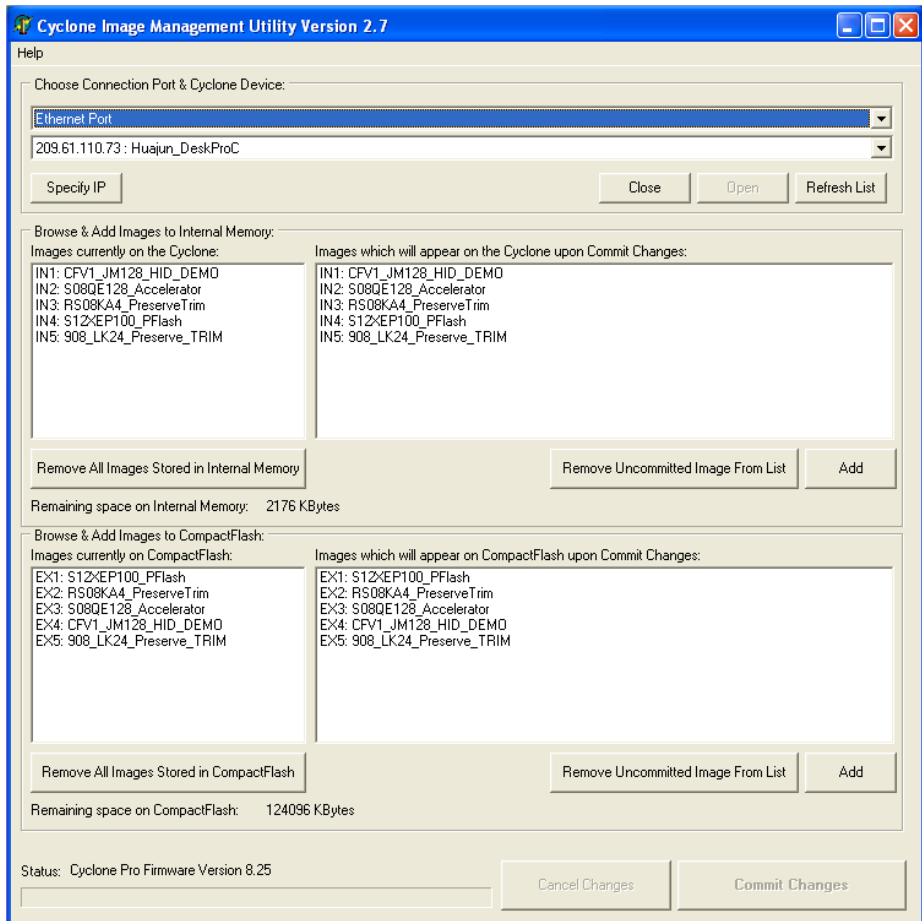 Cyclone Image Management Utility Version 2.7
Help
Choose Connection Port & Cyclone Device:
Ethernet Port
209.61.110.73 : Huajun_DeskProC
Specify IP Close Open Refresh List
Browse & Add Images to Internal Memory:
Images currently on the Cyclone: Images which will appear on the Cyclone upon Commit Changes:
IN1: CFV1_JM128_HID_DEMO IN1: CFV1_JM128_HID_DEMO
IN2: S08QE128_Accelerator IN2: S08QE128_Accelerator
IN3: RS08KA4_PreserveTrim IN3: RS08KA4_PreserveTrim
IN4: S12XEP100_PFlash IN4: S12XEP100_PFlash
IN5: 908_LK24_Preserve_TRIM IN5: 908_LK24_Preserve_TRIM
Remove All Images Stored in Internal Memory Remove Uncommitted Image From List Add
Remaining space on Internal Memory: 2176 KBytes
Browse & Add Images to CompactFlash:
Images currently on CompactFlash: Images which will appear on CompactFlash upon Commit Changes:
EX1: S12XEP100_PFlash EX1: S12XEP100_PFlash
EX2: RS08KA4_PreserveTrim EX2: RS08KA4_PreserveTrim
EX3: S08QE128_Accelerator EX3: S08QE128_Accelerator
EX4: CFV1_JM128_HID_DEMO EX4: CFV1_JM128_HID_DEMO
EX5: 908_LK24_Preserve_TRIM EX5: 908_LK24_Preserve_TRIM
Remove All Images Stored in CompactFlash Remove Uncommitted Image From List Add
Remaining space on CompactFlash: 124096 KBytes
Status: Cyclone Pro Firmware Version 8.25
Cancel Changes Commit Changes